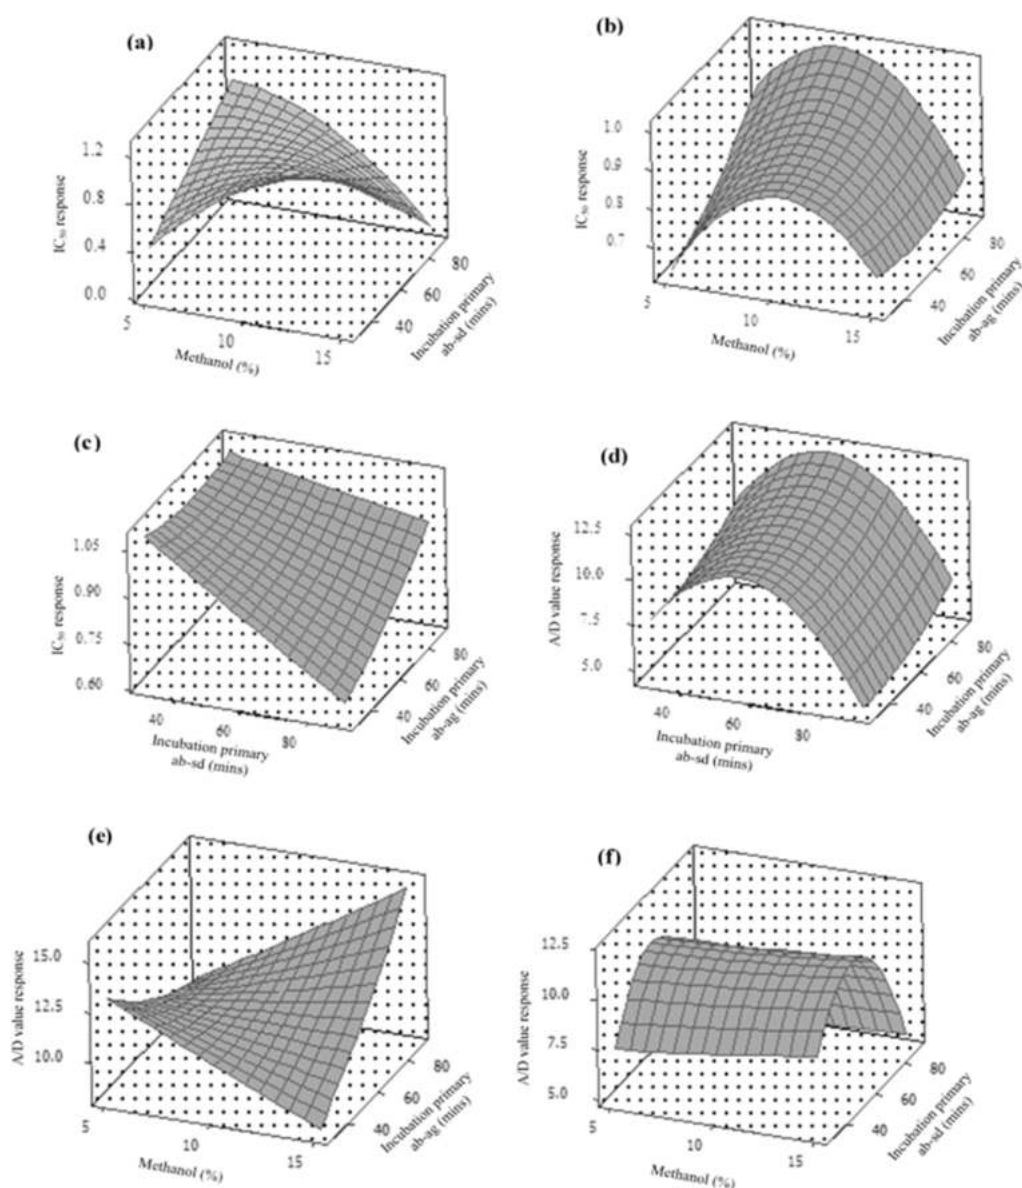 (a)
1.2
0.8
0.4
0.0
IC₅₀ response
5
10
15
Methanol (%)
40
60
80
Incubation primary
ab-sd (mins)
(b)
1.0
0.9
0.8
0.7
IC₅₀ response
5
10
15
Methanol (%)
40
60
80
Incubation primary
ab-ag (mins)
(c)
1.05
0.90
0.75
0.60
IC₅₀ response
40
60
80
Incubation primary
ab-sd (mins)
40
60
80
Incubation primary
ab-ag (mins)
(d)
12.5
10.0
7.5
5.0
A/D value response
40
60
80
Incubation primary
ab-sd (mins)
40
60
80
Incubation primary
ab-ag (mins)
(e)
15.0
12.5
10.0
A/D value response
5
10
15
Methanol (%)
40
60
80
Incubation primary
ab-ag (mins)
(f)
12.5
10.0
7.5
5.0
A/D value response
5
10
15
Methanol (%)
40
60
80
Incubation primary
ab-sd (mins)